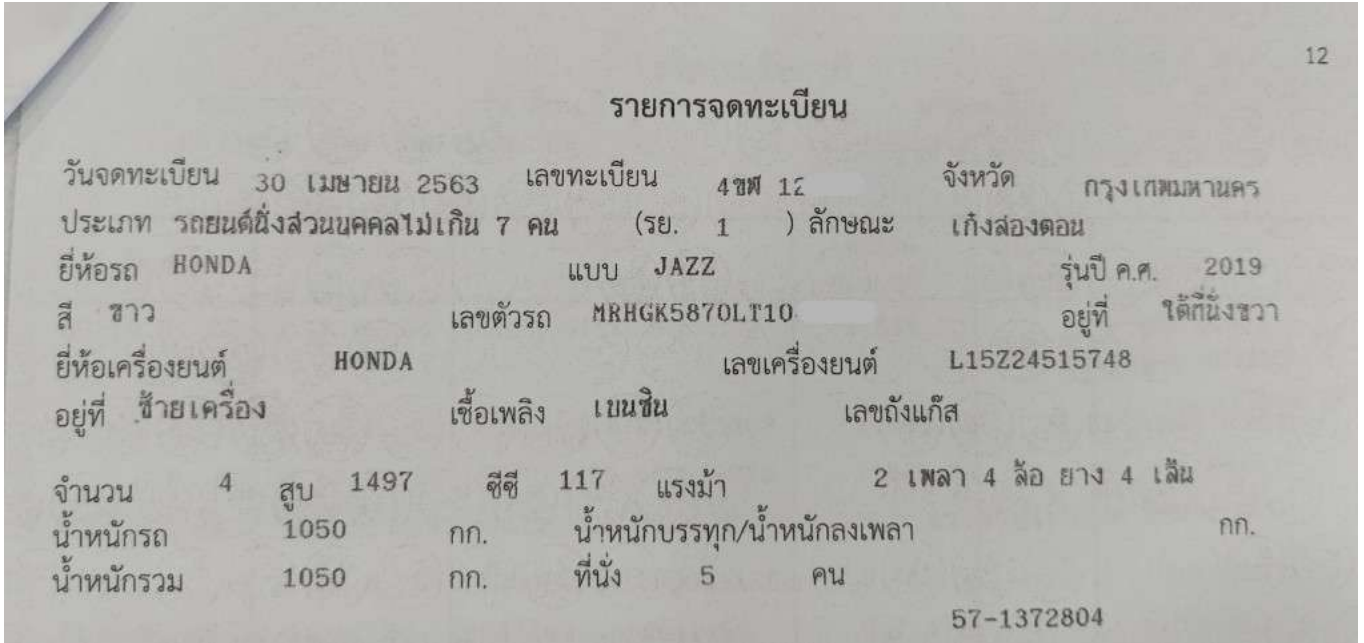 12
รายการจดทะเบียน
วันจดทะเบียน 30 เมษายน 2563 เลขทะเบียน 4ขฬ 12 จังหวัด กรุงเทพมหานคร
ประเภท รถยนต์นั่งส่วนบุคคลไม่เกิน 7 คน (รย. 1 ) ลักษณะ เก๋งสองตอน
ยี่ห้อรถ HONDA แบบ JAZZ รุ่นปี ค.ศ. 2019
สี ขาว เลขตัวรถ MRHGK5870LT10 อยู่ที่ ใต้ที่นั่งขวา
ยี่ห้อเครื่องยนต์ HONDA เลขเครื่องยนต์ L15Z24515748
อยู่ที่ ซ้ายเครื่อง เชื้อเพลิง เบนซิน เลขถังแก๊ส
จำนวน 4 สูบ 1497 ซีซี 117 แรงม้า 2 เพลา 4 ล้อ ยาง 4 เส้น
น้ำหนักรถ 1050 กก. น้ำหนักบรรทุก/น้ำหนักลงเพลา กก.
น้ำหนักรวม 1050 กก. ที่นั่ง 5 คน
57-1372804